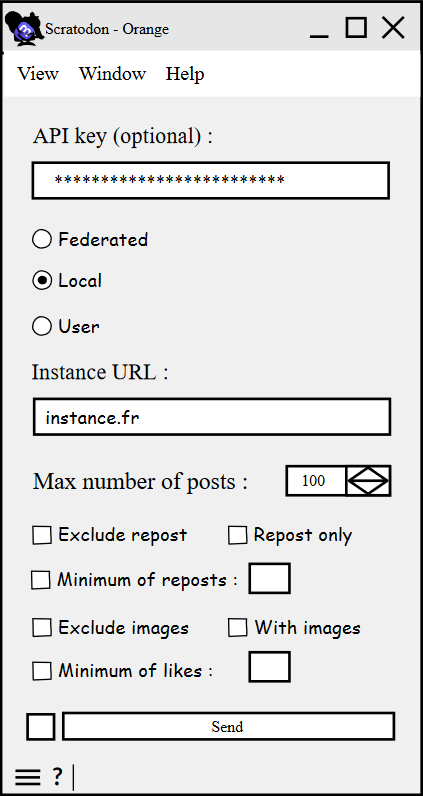 Scratodon - Orange
View Window Help
API key (optional) :
*************************
Federated
Local
User
Instance URL :
instance.fr
Max number of posts : 100
Exclude repost Repost only
Minimum of reposts :
Exclude images With images
Minimum of likes :
Send
?